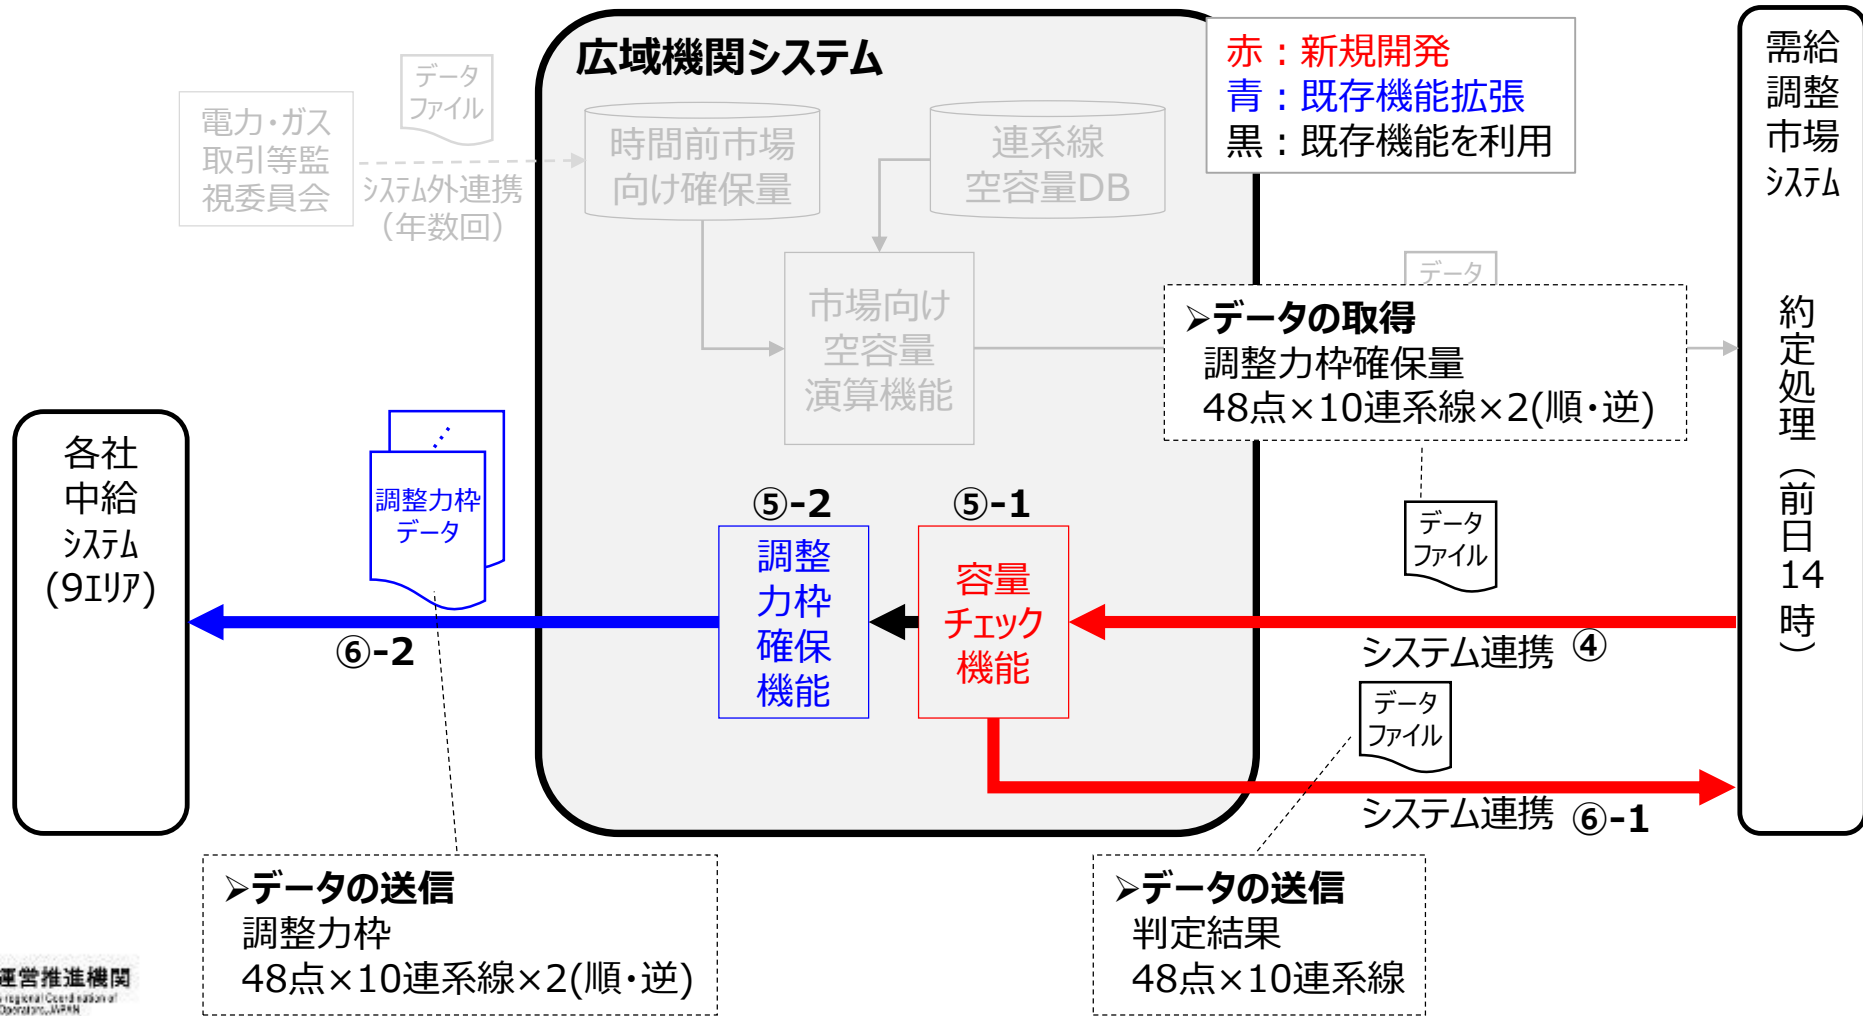 広域機関システム
赤：新規開発
青：既存機能拡張
黒：既存機能を利用
需給
調整
市場
システム
約定処理（前日14時）
電力・ガス
取引等監
視委員会
データ
ファイル
システム外連携
（年数回）
時間前市場
向け確保量
連系線
空容量DB
市場向け
空容量
演算機能
データ
➢データの取得
調整力枠確保量
48点×10連系線×2(順・逆)
各社
中給
システム
(9エリア)
⋰
調整力枠
データ
⑤-2
⑤-1
調整
力枠
確保
機能
容量
チェック
機能
データ
ファイル
⑥-2
システム連携 ④
データ
ファイル
システム連携 ⑥-1
➢データの送信
調整力枠
48点×10連系線×2(順・逆)
➢データの送信
判定結果
48点×10連系線
運営推進機関
regional Coordination of
Operators, JAPAN